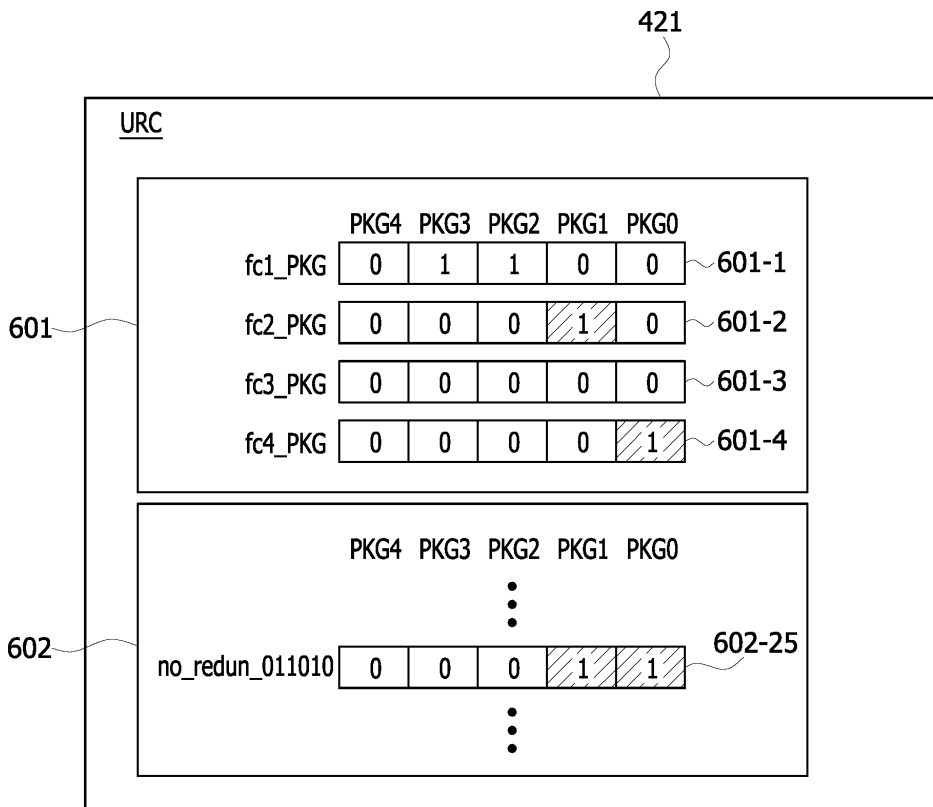 421
URC
PKG4 PKG3 PKG2 PKG1 PKG0
fc1_PKG 0 1 1 0 0 601-1
fc2_PKG 0 0 0 1 0 601-2
601
fc3_PKG 0 0 0 0 0 601-3
fc4_PKG 0 0 0 0 1 601-4
PKG4 PKG3 PKG2 PKG1 PKG0
602
no_redun_011010 0 0 0 1 1 602-25